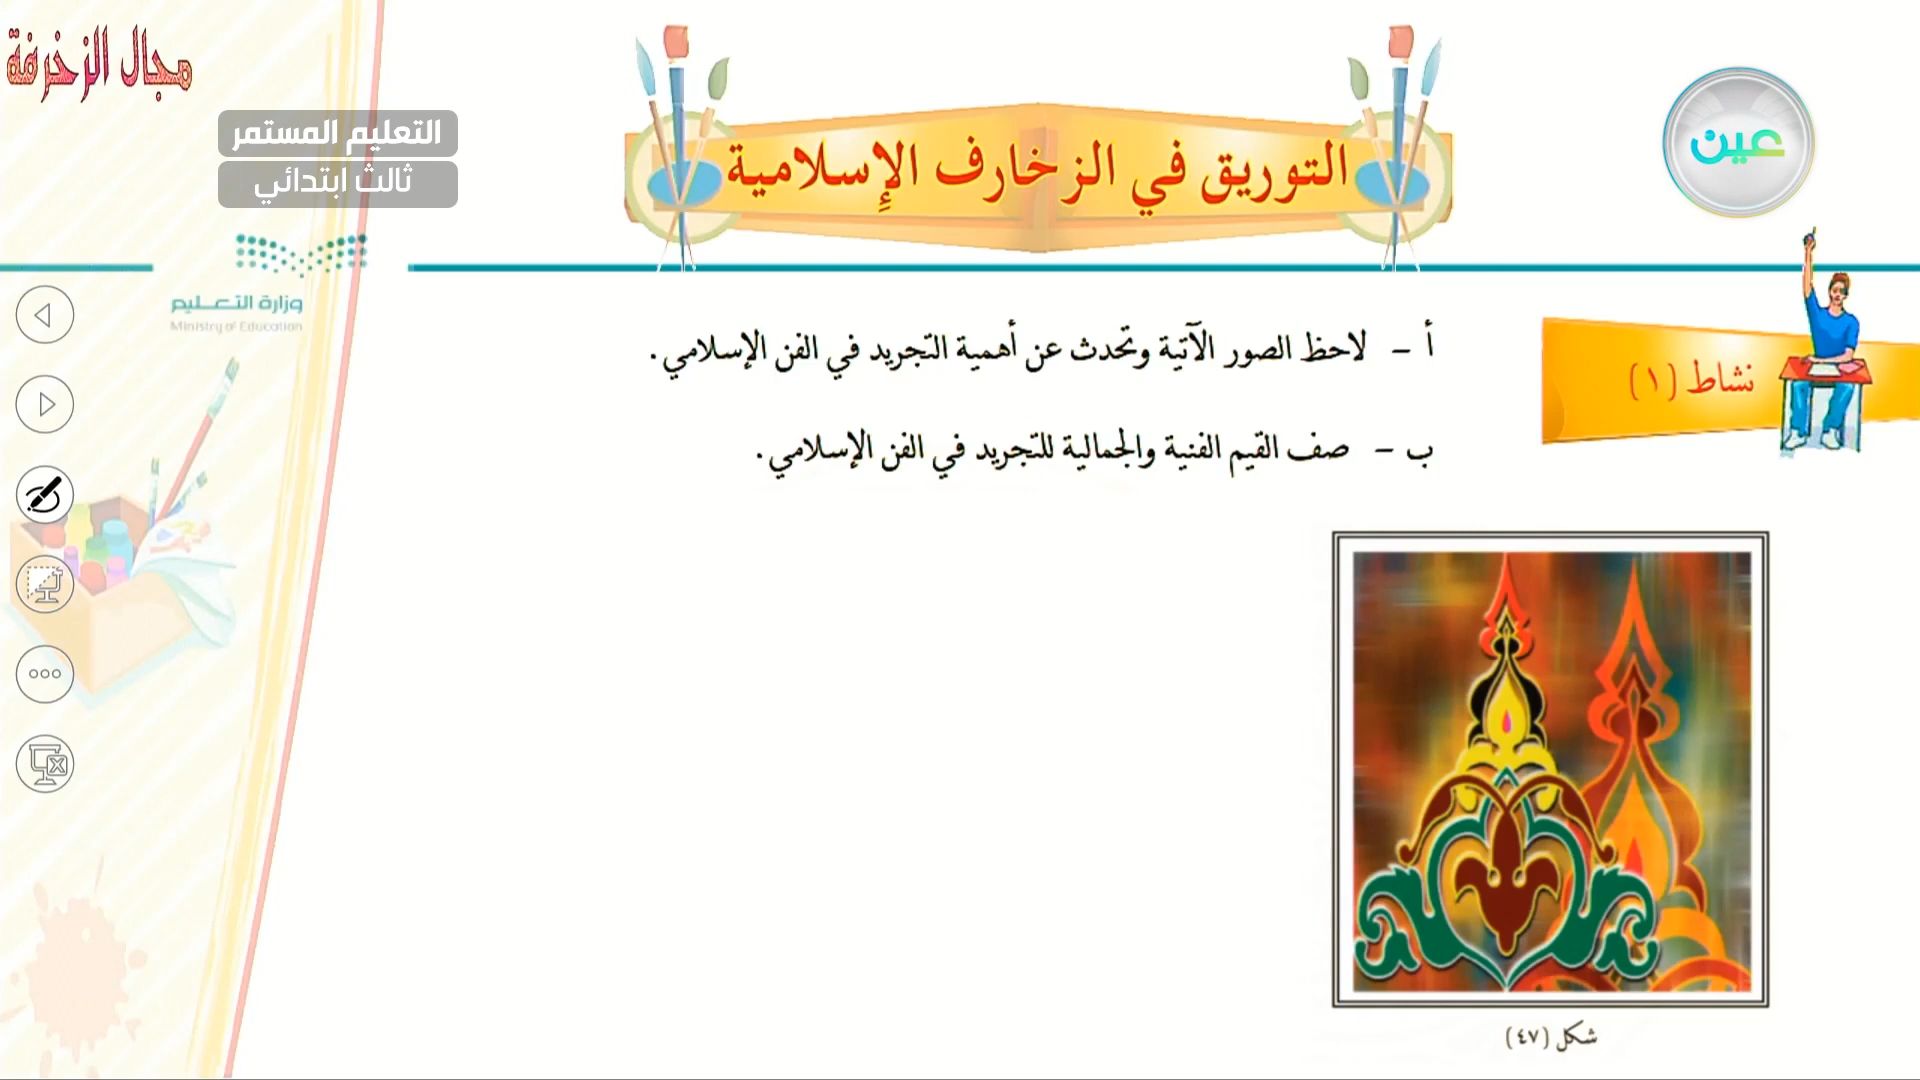 مجال الزخرفة
التعليم المستمر
ثالث ابتدائي
التوريق في الزخارف الإسلامية
عين
وزارة التعليم
Ministry of Education
نشاط (١)
أ – لاحظ الصور الآتية وتحدث عن أهمية التجريد في الفن الإسلامي.
ب – صف القيم الفنية والجمالية للتجريد في الفن الإسلامي.
شكل (٤٧)